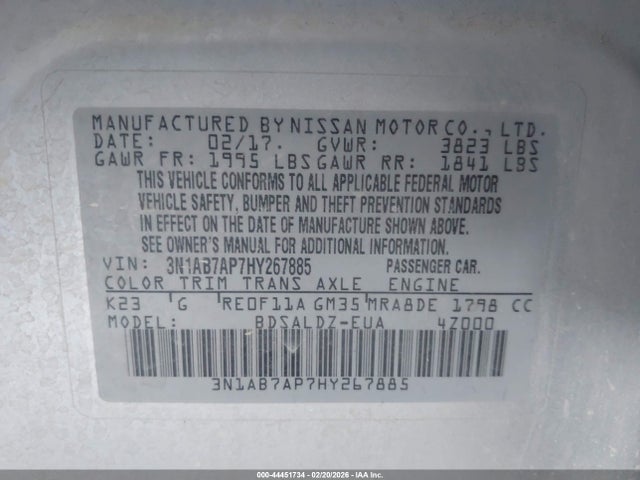 MANUFACTURED BY NISSAN MOTOR CO., LTD.
DATE: 02/17. GVWR: 3823 LBS
GAWR FR: 1995 LBS GAWR RR: 1841 LBS
THIS VEHICLE CONFORMS TO ALL APPLICABLE FEDERAL MOTOR
VEHICLE SAFETY, BUMPER AND THEFT PREVENTION STANDARDS
IN EFFECT ON THE DATE OF MANUFACTURE SHOWN ABOVE.
SEE OWNER'S MANUAL FOR ADDITIONAL INFORMATION.
VIN: 3N1AB7AP7HY267885 PASSENGER CAR.
COLOR TRIM TRANS AXLE ENGINE
K23 G RE0F11A GM35 MRA8DE 1798 CC
MODEL: BDSALDZ-EUA 4Z000
3N1AB7AP7HY267885
000-44451734 | 02/20/2026 - IAA Inc.